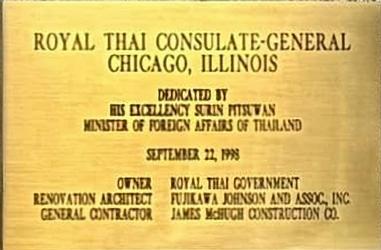 ROYAL THAI CONSULATE-GENERAL
CHICAGO, ILLINOIS
DEDICATED BY
HIS EXCELLENCY SURIN PITSUWAN
MINISTER OF FOREIGN AFFAIRS OF THAILAND
SEPTEMBER 22, 1998
OWNER ROYAL THAI GOVERNMENT
RENOVATION ARCHITECT FUJIKAWA JOHNSON AND ASSOC., INC.
GENERAL CONTRACTOR JAMES McHUGH CONSTRUCTION CO.